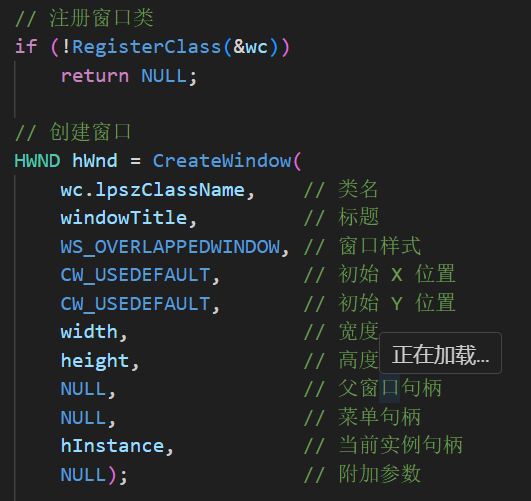 // 注册窗口类
if (!RegisterClass(&wc))
    return NULL;

// 创建窗口
HWND hWnd = CreateWindow(
    wc.lpszClassName,    // 类名
    windowTitle,         // 标题
    WS_OVERLAPPEDWINDOW, // 窗口样式
    CW_USEDEFAULT,       // 初始 X 位置
    CW_USEDEFAULT,       // 初始 Y 位置
    width,               // 宽度
    height,              // 高度
正在加载...
    NULL,                // 父窗口句柄
    NULL,                // 菜单句柄
    hInstance,           // 当前实例句柄
    NULL);               // 附加参数